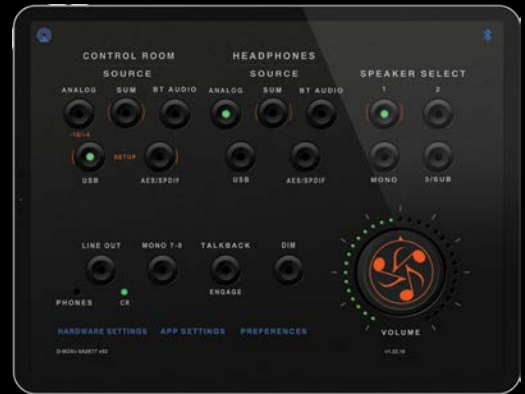 CONTROL ROOM HEADPHONES
SOURCE SOURCE SPEAKER SELECT
ANALOG SUM BT AUDIO ANALOG SUM BT AUDIO 1 2
-10/+4 SETUP
USB AES/SPDIF USB AES/SPDIF MONO 3/SUB
LINE OUT MONO 7-8 TALKBACK DIM
PHONES CR ENGAGE
HARDWARE SETTINGS APP SETTINGS PREFERENCES VOLUME